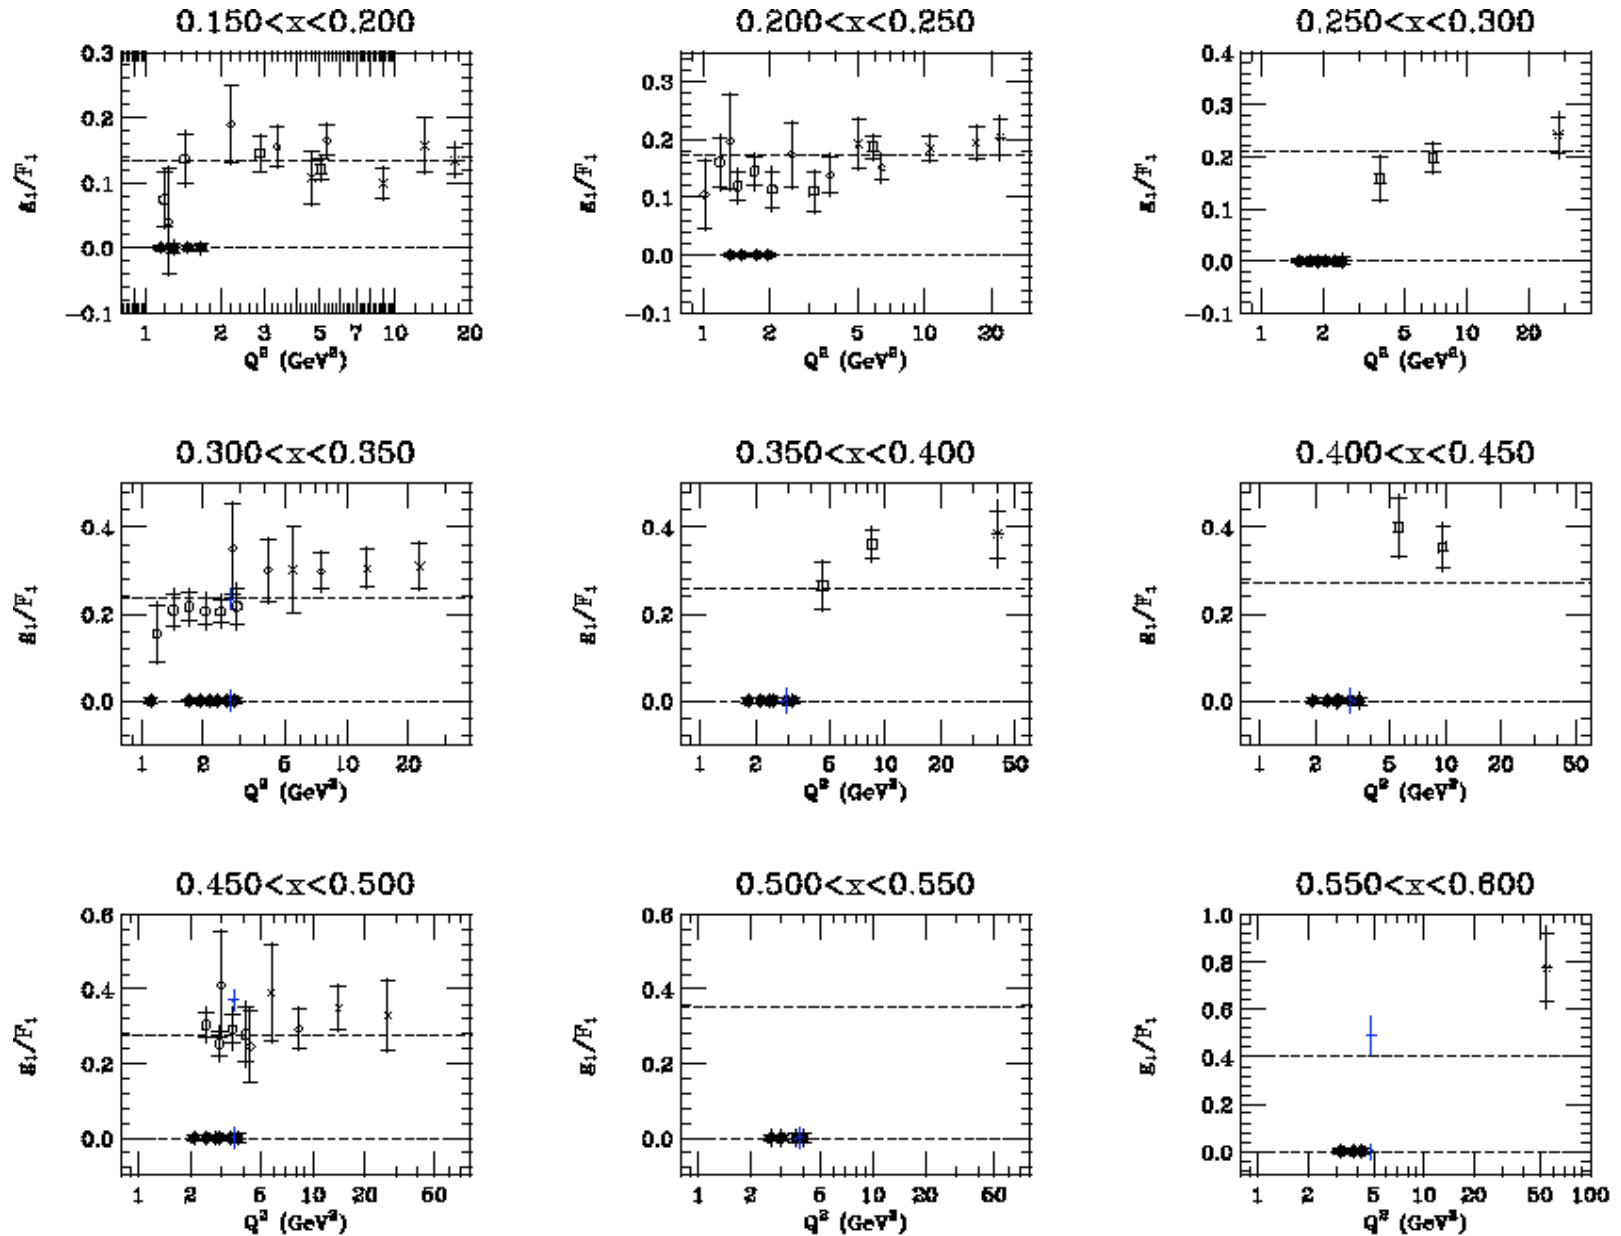 0.150<x<0.200
0.200<x<0.250
0.250<x<0.300
0.3
0.2
0.1
0.0
−0.1
g₁/F₁
1 2 3 5 7 10 20
Q² (GeV²)
0.3
0.2
0.1
0.0
−0.1
g₁/F₁
1 2 5 10 20
Q² (GeV²)
0.4
0.3
0.2
0.1
0.0
−0.1
g₁/F₁
1 2 5 10 20
Q² (GeV²)
0.300<x<0.350
0.350<x<0.400
0.400<x<0.450
0.4
0.2
0.0
g₁/F₁
1 2 5 10 20
Q² (GeV²)
0.4
0.2
0.0
g₁/F₁
1 2 5 10 20 50
Q² (GeV²)
0.4
0.2
0.0
g₁/F₁
1 2 5 10 20 50
Q² (GeV²)
0.450<x<0.500
0.500<x<0.550
0.550<x<0.600
0.6
0.4
0.2
0.0
g₁/F₁
1 2 5 10 20 50
Q² (GeV²)
0.6
0.4
0.2
0.0
g₁/F₁
1 2 5 10 20 50
Q² (GeV²)
1.0
0.8
0.6
0.4
0.2
0.0
g₁/F₁
1 2 5 10 20 50 100
Q² (GeV²)